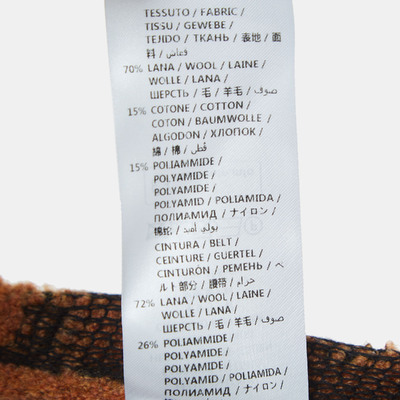 TESSUTO / FABRIC /
TISSU / GEWEBE /
TEJIDO / ТКАНЬ / 表地 / 面
料 / قماش
70% LANA / WOOL / LAINE /
WOLLE / LANA /
ШЕРСТЬ / 毛 / 羊毛 / صوف
15% COTONE / COTTON /
COTON / BAUMWOLLE /
ALGODON / ХЛОПОК /
綿 / 棉 / قطن
15% POLIAMMIDE /
POLYAMIDE /
POLYAMIDE /
POLYAMID / POLIAMIDA /
ПОЛИАМИД / ナイロン /
锦纶 / بولي أميد
CINTURA / BELT /
CEINTURE / GUERTEL /
CINTURÓN / РЕМЕНЬ / ベ
ルト部分 / 腰带 / حزام
72% LANA / WOOL / LAINE /
WOLLE / LANA /
ШЕРСТЬ / 毛 / 羊毛 / صوف
26% POLIAMMIDE /
POLYAMIDE /
POLYAMIDE /
POLYAMID / POLIAMIDA /
ПОЛИАМИД / ナイロン /